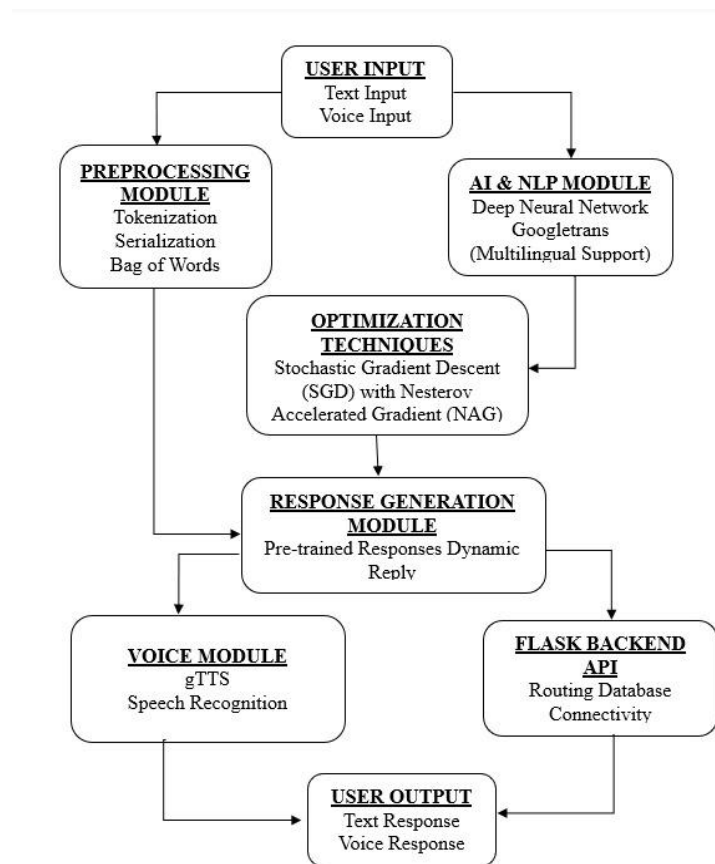 USER INPUT
Text Input
Voice Input
PREPROCESSING
MODULE
Tokenization
Serialization
Bag of Words
AI & NLP MODULE
Deep Neural Network
Googletrans
(Multilingual Support)
OPTIMIZATION
TECHNIQUES
Stochastic Gradient Descent
(SGD) with Nesterov
Accelerated Gradient (NAG)
RESPONSE GENERATION
MODULE
Pre-trained Responses Dynamic
Reply
VOICE MODULE
gTTS
Speech Recognition
FLASK BACKEND
API
Routing Database
Connectivity
USER OUTPUT
Text Response
Voice Response